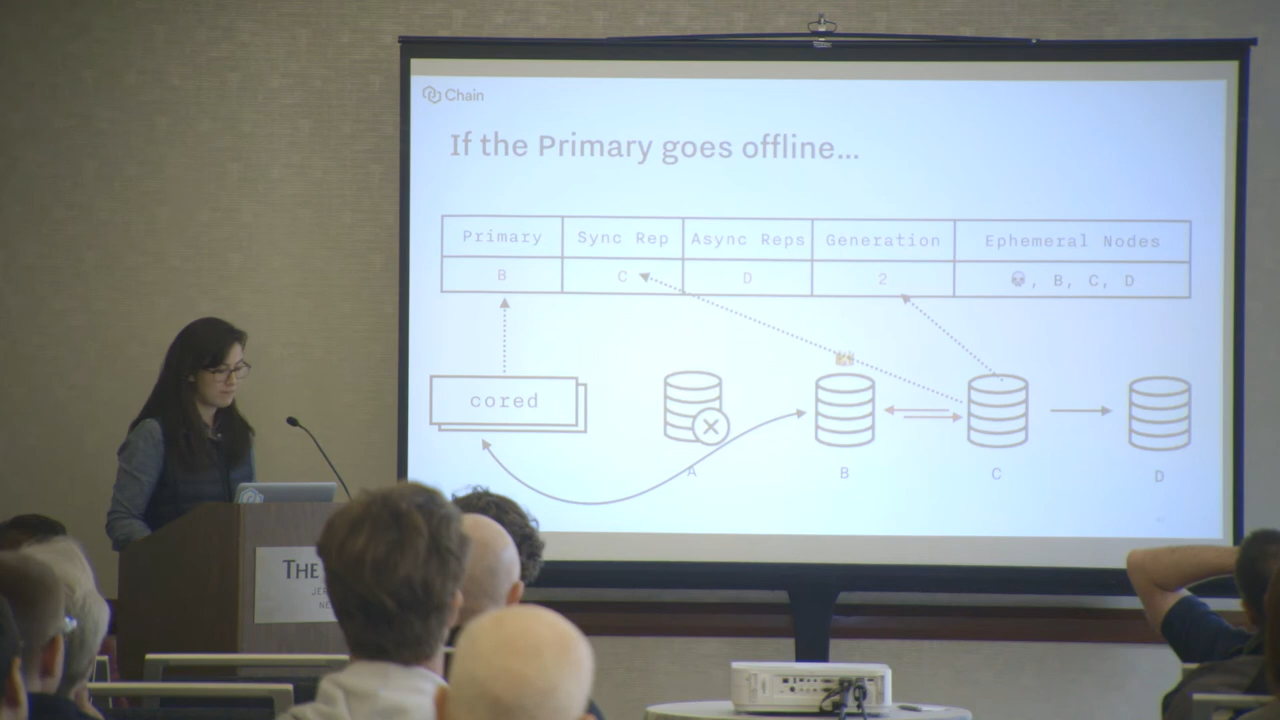 Chain
If the Primary goes offline...
Primary Sync Rep Async Reps Generation Ephemeral Nodes
B C D 2 , B, C, D
cored
A B C D
THE